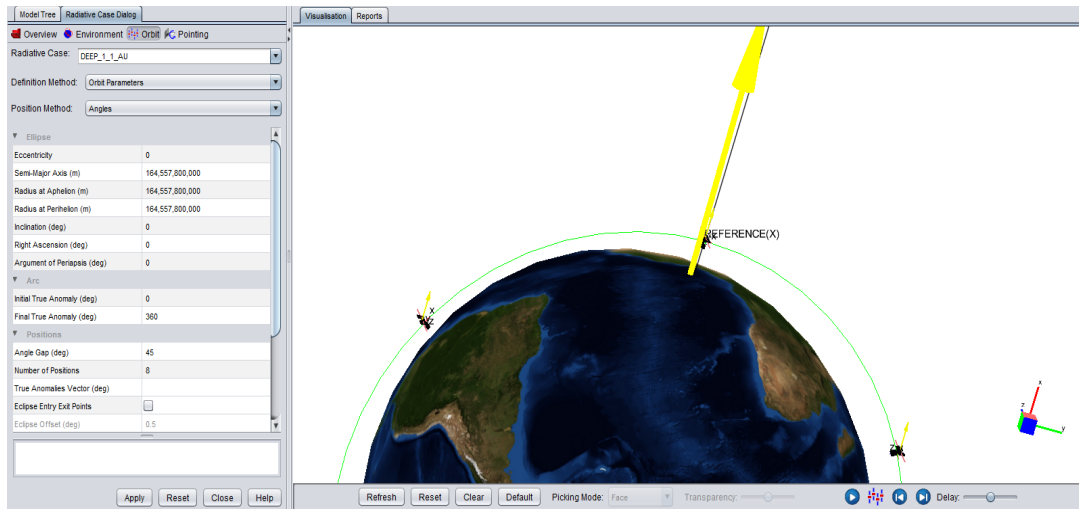 Model Tree Radiative Case Dialog
Overview Environment Orbit Pointing
Radiative Case: DEEP_1_1_AU
Definition Method: Orbit Parameters
Position Method: Angles
Ellipse
Eccentricity 0
Semi-Major Axis (m) 164,557,800,000
Radius at Aphelion (m) 164,557,800,000
Radius at Perihelion (m) 164,557,800,000
Inclination (deg) 0
Right Ascension (deg) 0
Argument of Periapsis (deg) 0
Arc
Initial True Anomaly (deg) 0
Final True Anomaly (deg) 360
Positions
Angle Gap (deg) 45
Number of Positions 8
True Anomalies Vector (deg)
Eclipse Entry Exit Points
Eclipse Offset (deg) 0.5
Apply Reset Close Help
Visualisation Reports
REFERENCE(X)
X
Z
Z
x
z
y
Refresh Reset Clear Default Picking Mode: Face Transparency: Delay: